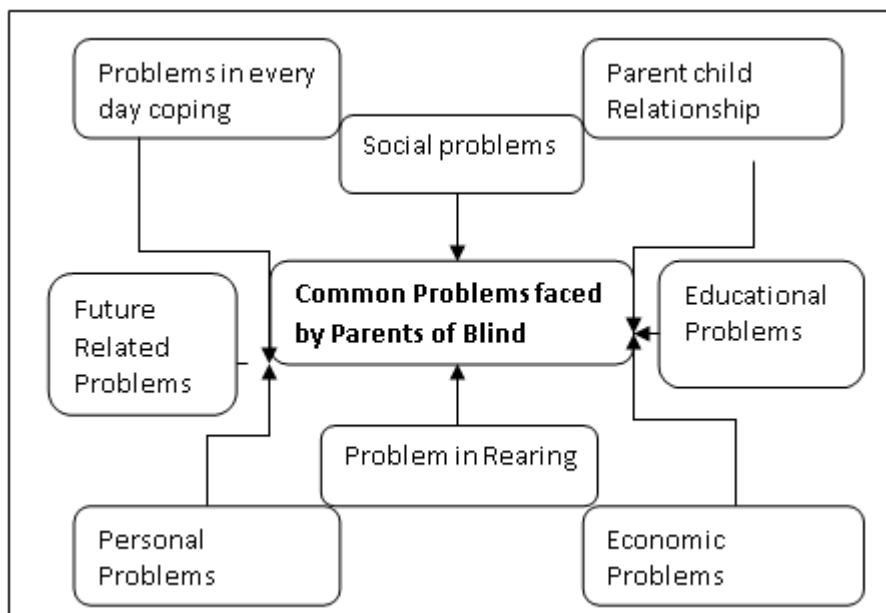 Problems in every
day coping
Social problems
Parent child
Relationship
Future
Related
Problems
Common Problems faced
by Parents of Blind
Educational
Problems
Personal
Problems
Problem in Rearing
Economic
Problems